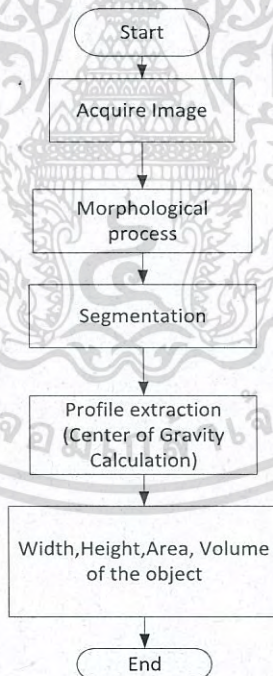 Start
Acquire Image
Morphological
process
Segmentation
Profile extraction
(Center of Gravity
Calculation)
Width,Height,Area, Volume
of the object
End